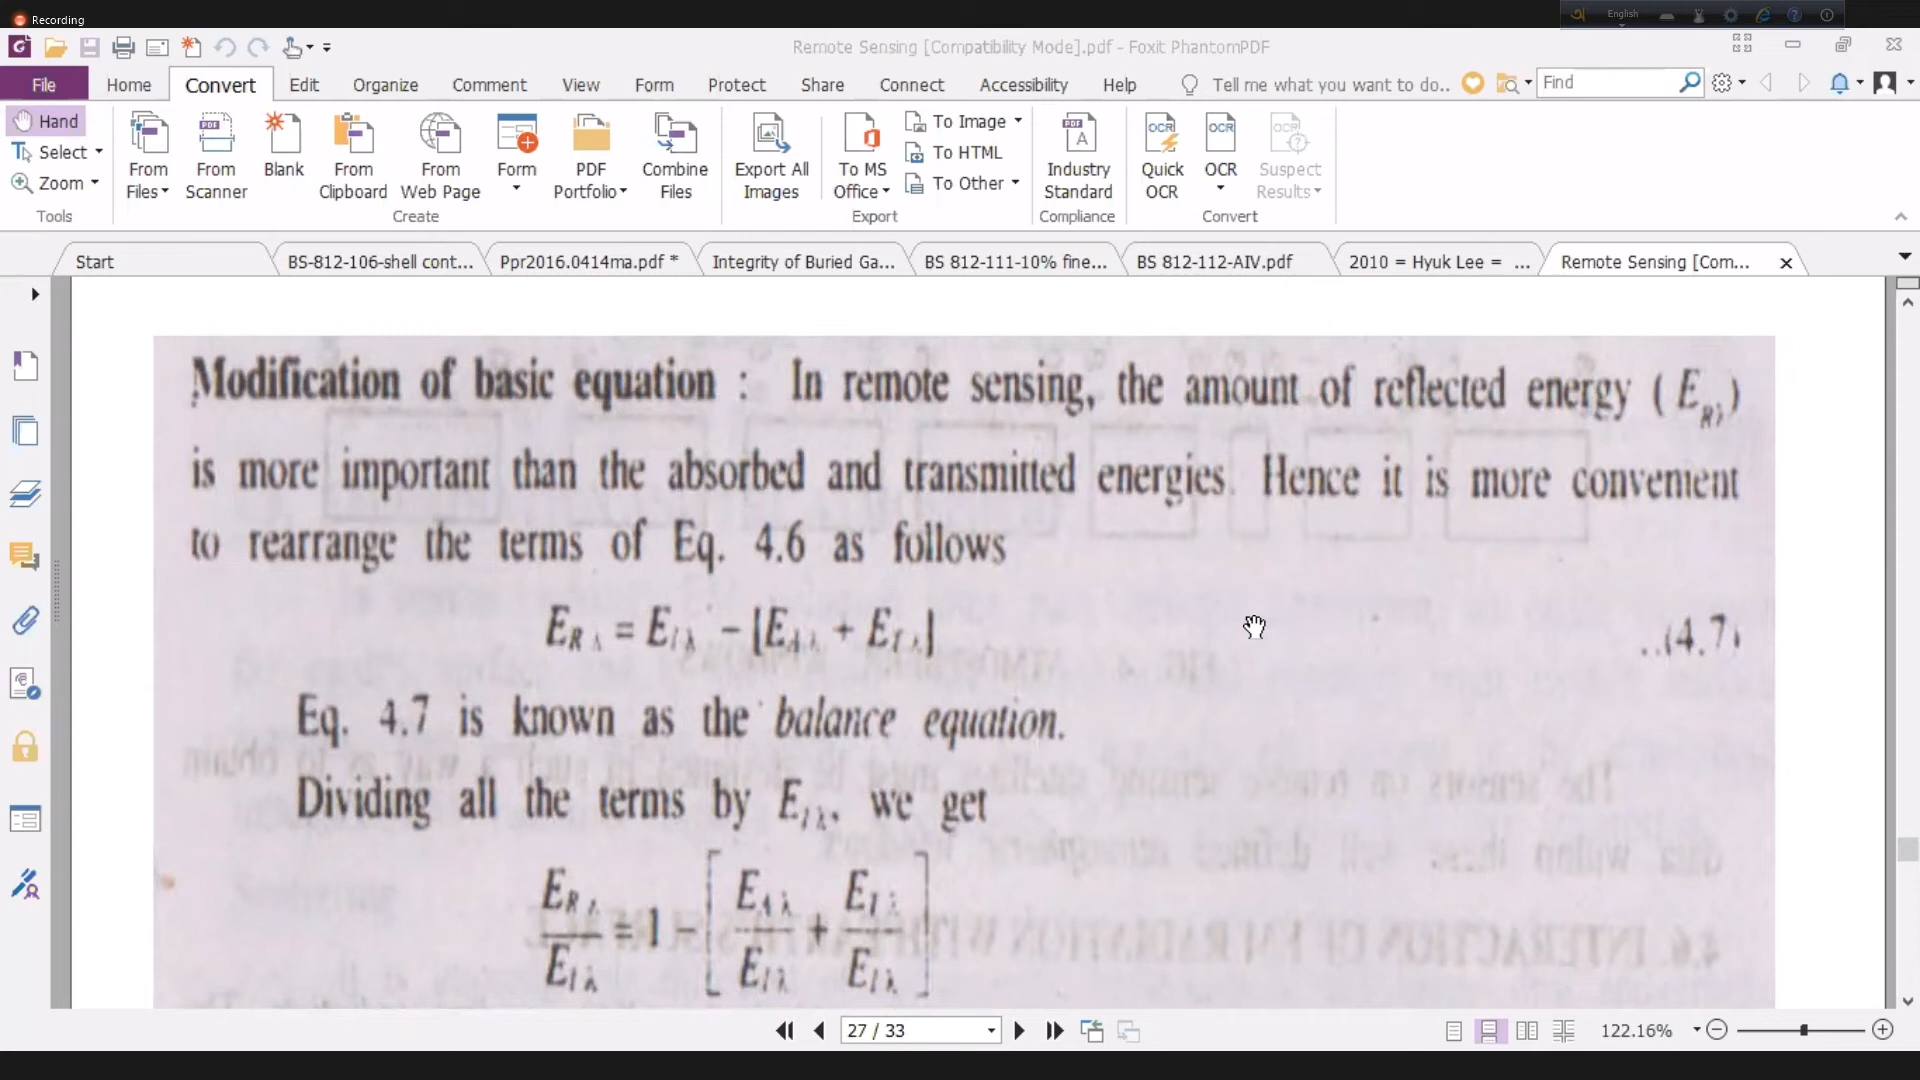 Recording
English
Remote Sensing [Compatibility Mode].pdf - Foxit PhantomPDF
File Home Convert Edit Organize Comment View Form Protect Share Connect Accessibility Help Tell me what you want to do.. Find
Hand
Select
Zoom
Tools
From Files
From Scanner
Blank
From Clipboard
From Web Page
Form
PDF Portfolio
Combine Files
Create
Export All Images
To MS Office
To Image
To HTML
To Other
Export
Industry Standard
Compliance
Quick OCR
OCR
Suspect Results
Convert
Start BS-812-106-shell cont... Ppr2016.0414ma.pdf * Integrity of Buried Ga... BS 812-111-10% fine... BS 812-112-AIV.pdf 2010 = Hyuk Lee = ... Remote Sensing [Com...
Modification of basic equation : In remote sensing, the amount of reflected energy (E_Rλ)
is more important than the absorbed and transmitted energies. Hence it is more convement
to rearrange the terms of Eq. 4.6 as follows
E_Rλ = E_Iλ − [E_Aλ + E_Tλ] ..(4.7)
Eq. 4.7 is known as the balance equation.
Dividing all the terms by E_Iλ, we get
E_Rλ/E_Iλ = 1 − [E_Aλ/E_Iλ + E_Tλ/E_Iλ]
27 / 33
122.16%